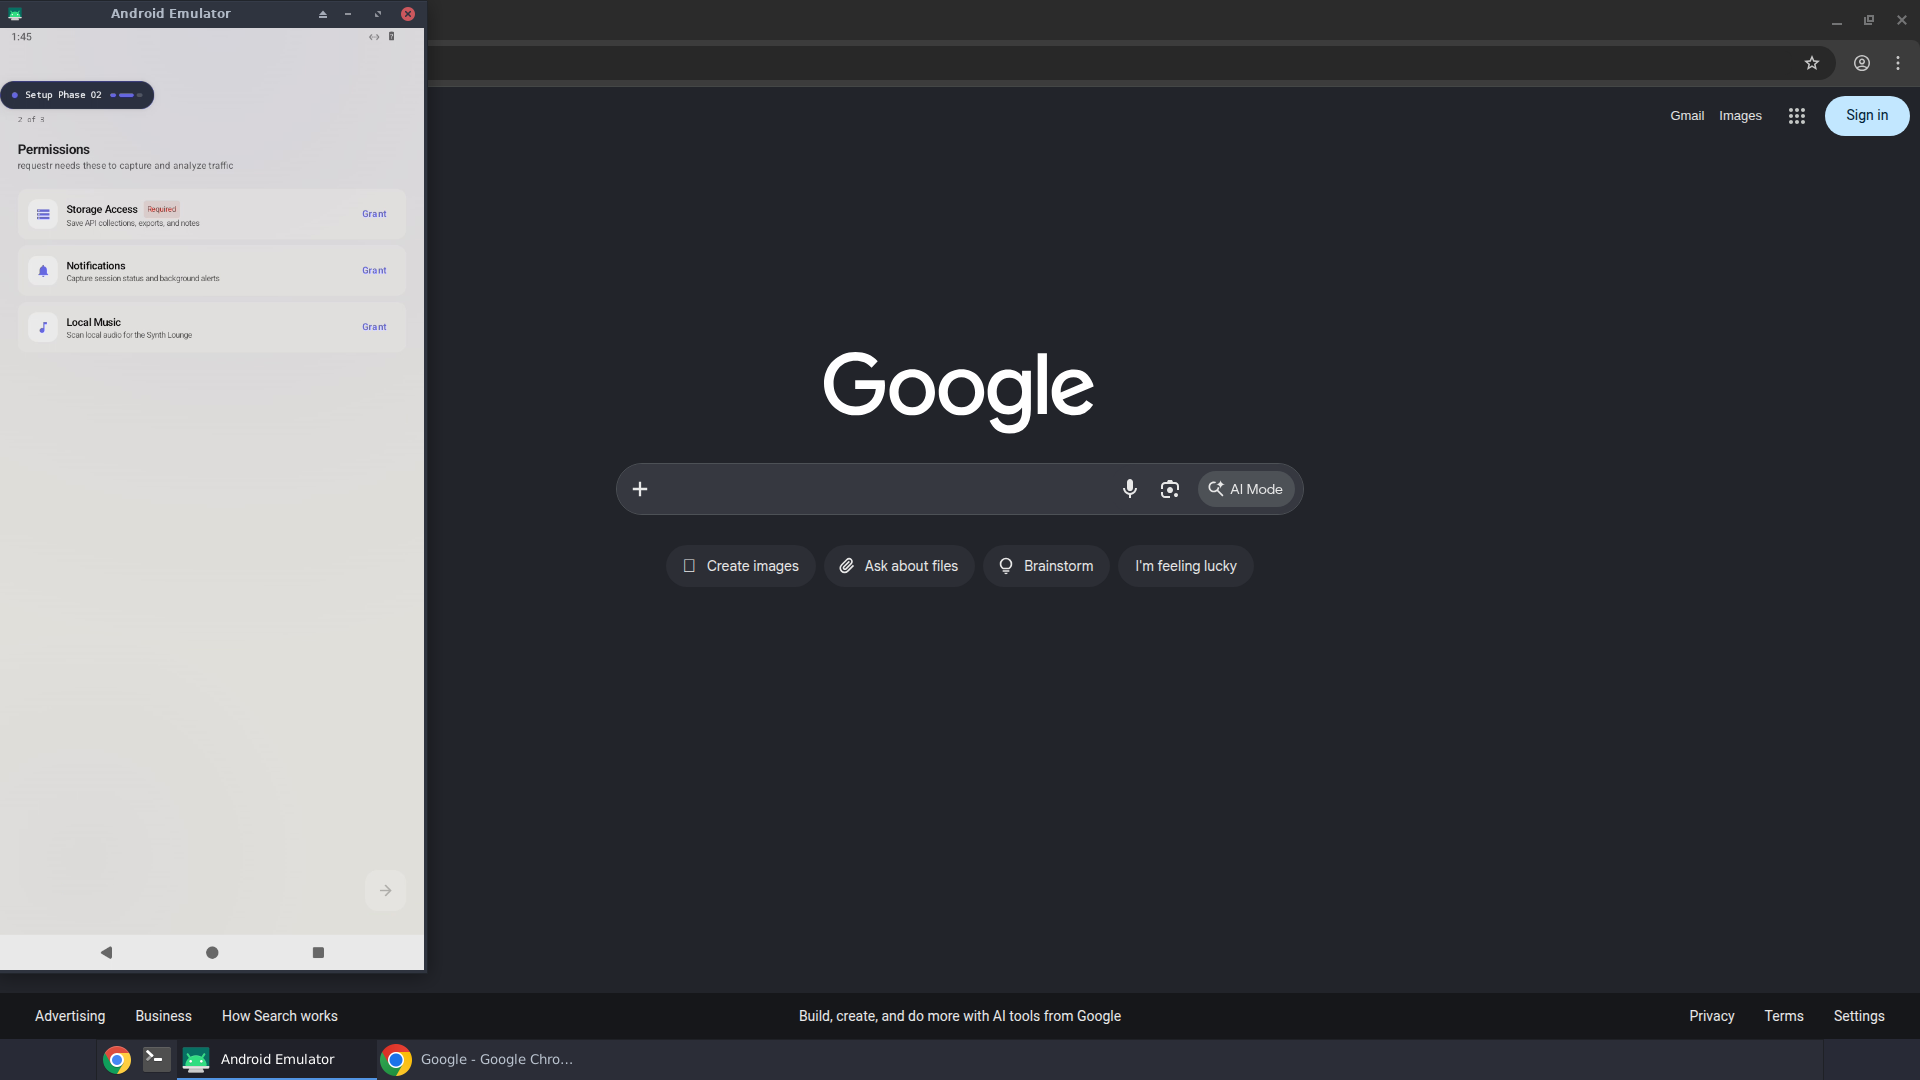 Android Emulator
1:45
Setup Phase 02
2 of 3
Permissions
requestr needs these to capture and analyze traffic
Storage Access Required
Save API collections, exports, and notes
Grant
Notifications
Capture session status and background alerts
Grant
Local Music
Scan local audio for the Synth Lounge
Grant
Gmail Images
Sign in
Google
AI Mode
Create images
Ask about files
Brainstorm
I'm feeling lucky
Advertising Business How Search works
Build, create, and do more with AI tools from Google
Privacy Terms Settings
Android Emulator
Google - Google Chro...